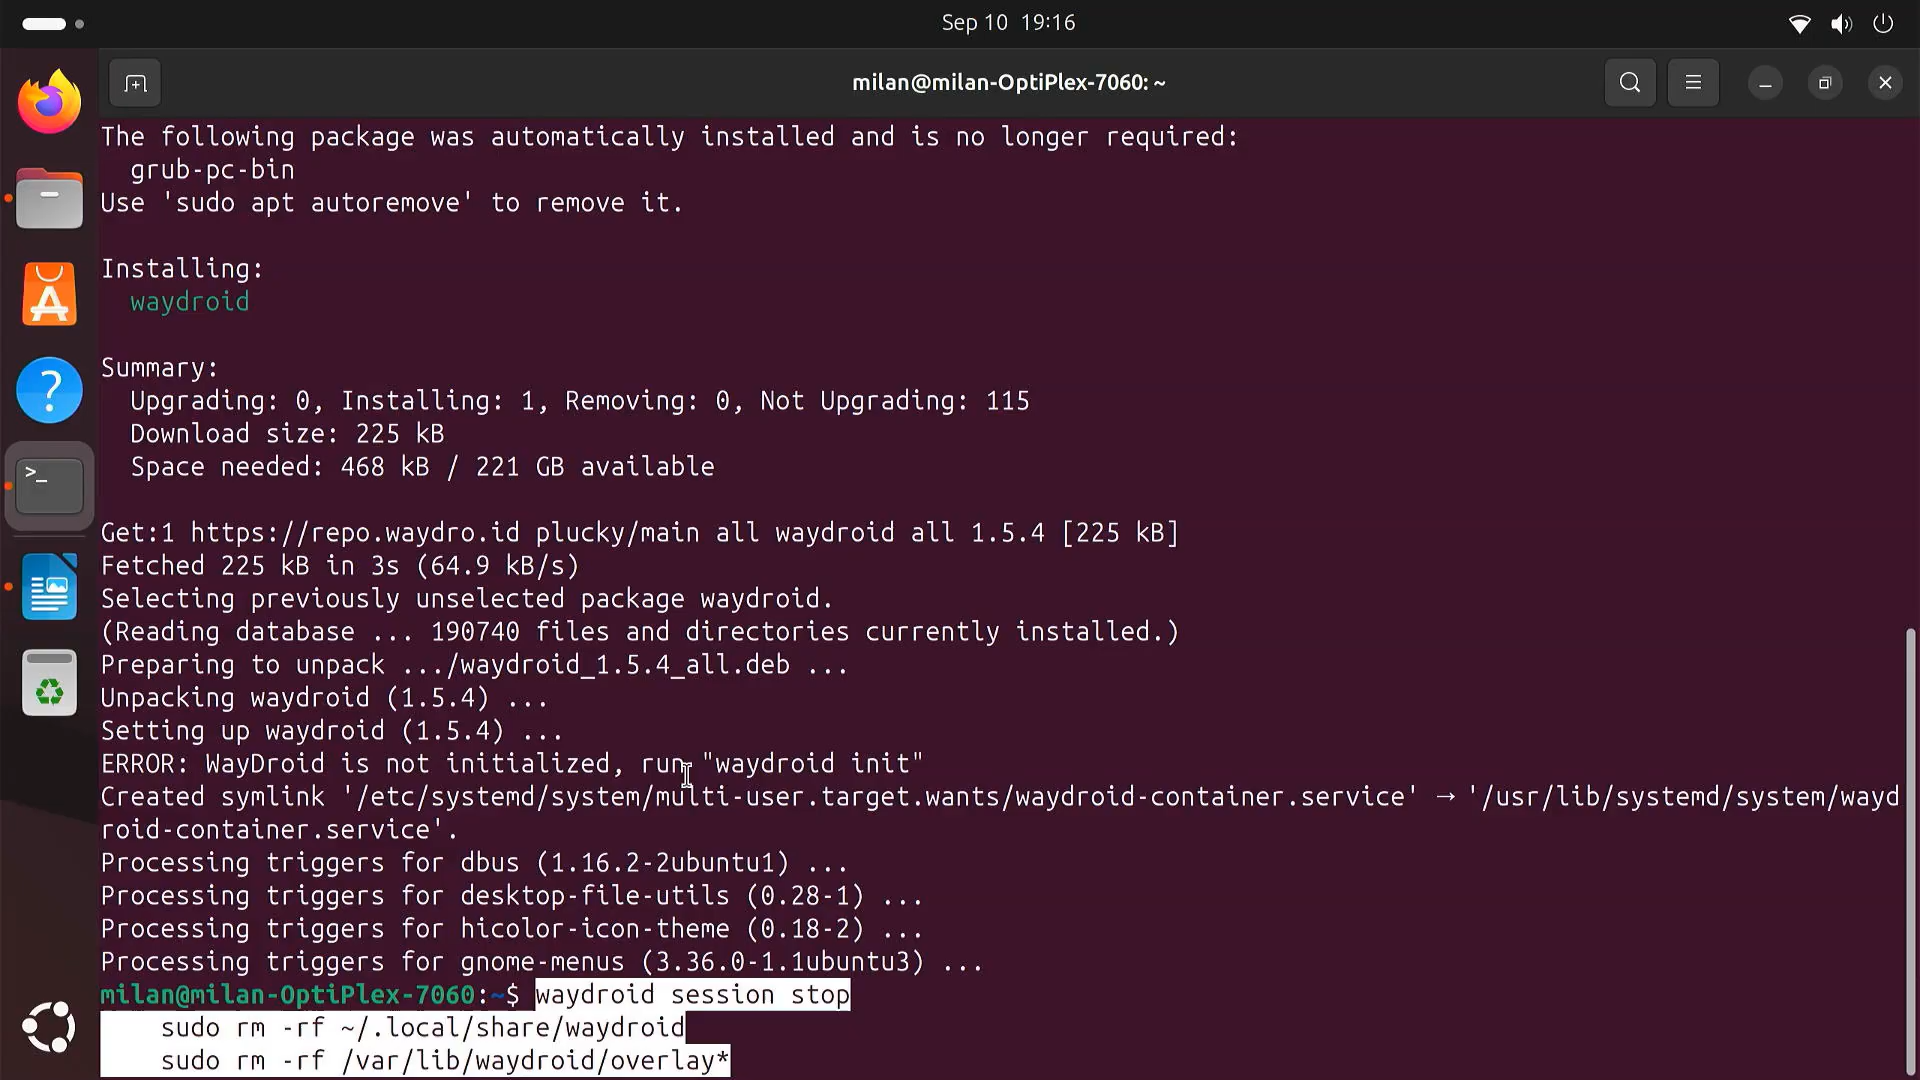 Sep 10 19:16
milan@milan-OptiPlex-7060: ~
The following package was automatically installed and is no longer required:
grub-pc-bin
Use 'sudo apt autoremove' to remove it.
Installing:
waydroid
Summary:
Upgrading: 0, Installing: 1, Removing: 0, Not Upgrading: 115
Download size: 225 kB
Space needed: 468 kB / 221 GB available
Get:1 https://repo.waydro.id plucky/main all waydroid all 1.5.4 [225 kB]
Fetched 225 kB in 3s (64.9 kB/s)
Selecting previously unselected package waydroid.
(Reading database ... 190740 files and directories currently installed.)
Preparing to unpack .../waydroid_1.5.4_all.deb ...
Unpacking waydroid (1.5.4) ...
Setting up waydroid (1.5.4) ...
ERROR: WayDroid is not initialized, run "waydroid init"
Created symlink '/etc/systemd/system/multi-user.target.wants/waydroid-container.service' → '/usr/lib/systemd/system/wayd
roid-container.service'.
Processing triggers for dbus (1.16.2-2ubuntu1) ...
Processing triggers for desktop-file-utils (0.28-1) ...
Processing triggers for hicolor-icon-theme (0.18-2) ...
Processing triggers for gnome-menus (3.36.0-1.1ubuntu3) ...
milan@milan-OptiPlex-7060:~$ waydroid session stop
sudo rm -rf ~/.local/share/waydroid
sudo rm -rf /var/lib/waydroid/overlay*